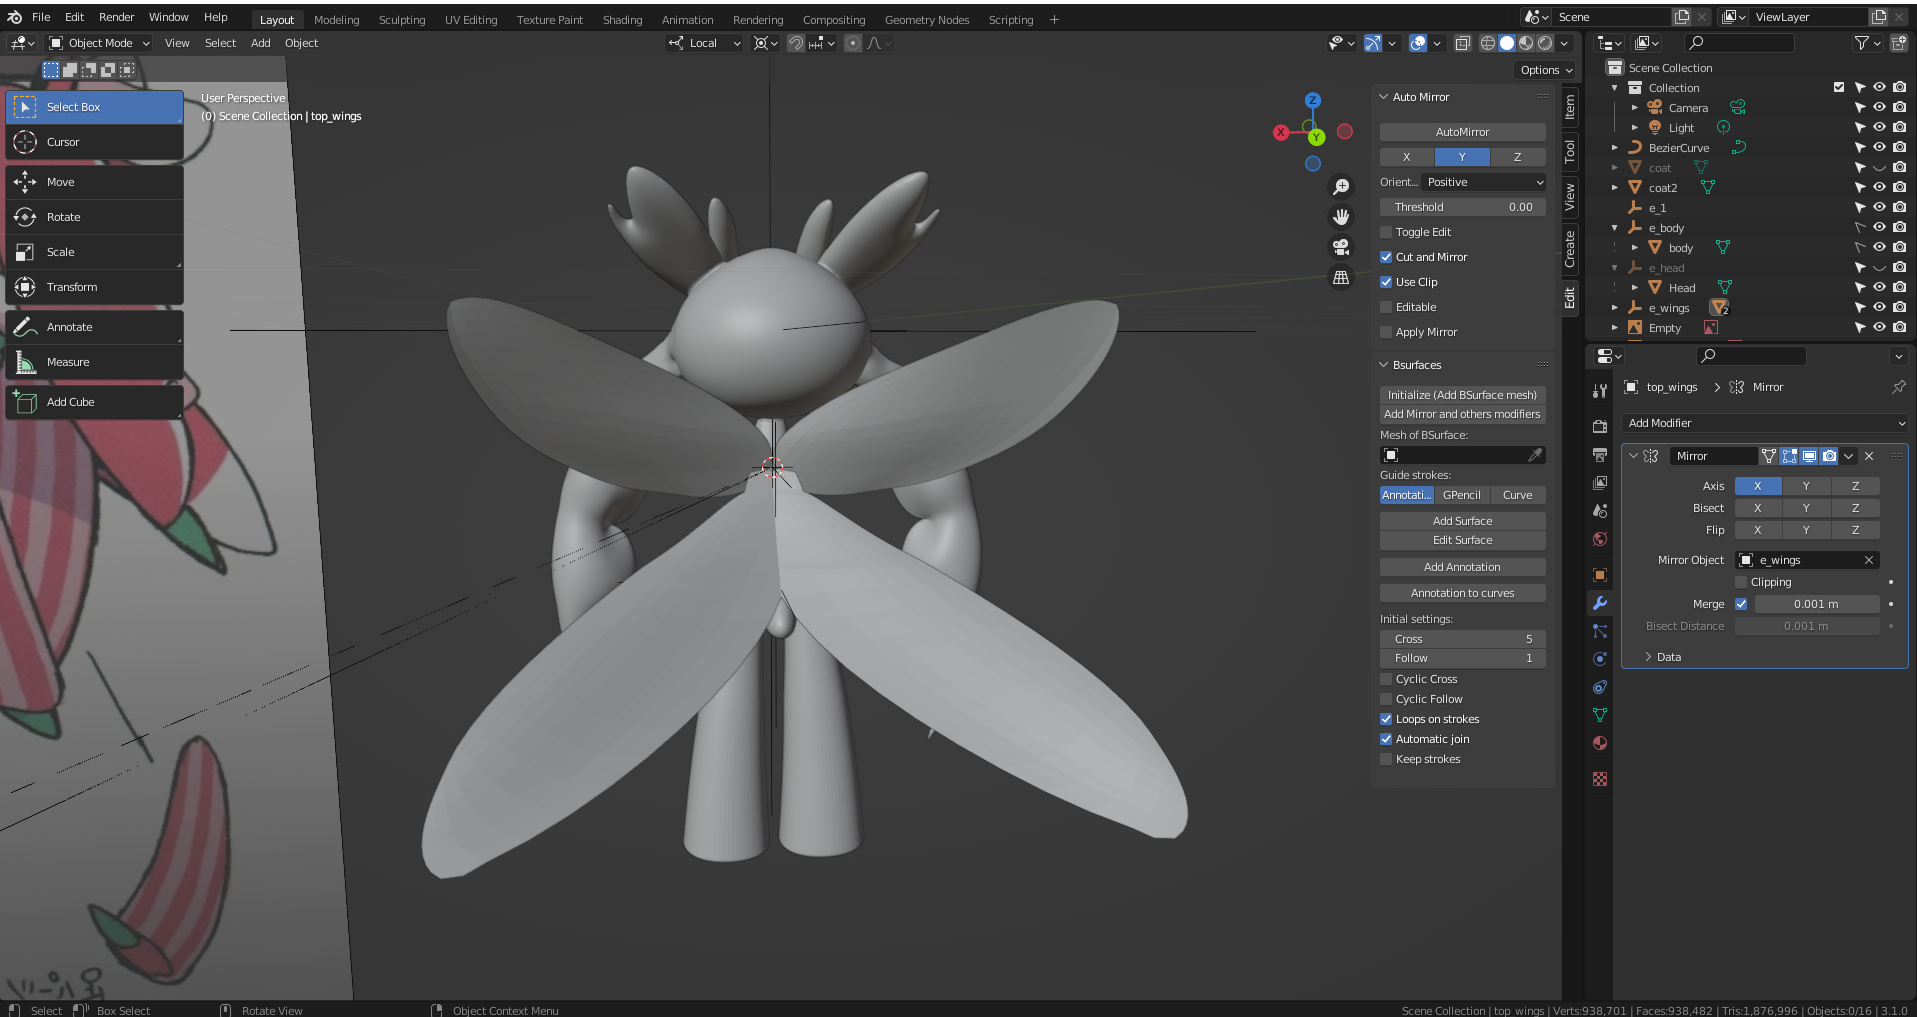 File Edit Render Window Help Layout Modeling Sculpting UV Editing Texture Paint Shading Animation Rendering Compositing Geometry Nodes Scripting + Scene ViewLayer
Object Mode View Select Add Object Local
Options
Select Box
Cursor
Move
Rotate
Scale
Transform
Annotate
Measure
Add Cube
User Perspective
(0) Scene Collection | top_wings
Z
X
Y
Auto Mirror
AutoMirror
X Y Z
Orient... Positive
Threshold 0.00
Toggle Edit
Cut and Mirror
Use Clip
Editable
Apply Mirror
Bsurfaces
Initialize (Add BSurface mesh)
Add Mirror and others modifiers
Mesh of BSurface:
Guide strokes:
Annotati... GPencil Curve
Add Surface
Edit Surface
Add Annotation
Annotation to curves
Initial settings:
Cross 5
Follow 1
Cyclic Cross
Cyclic Follow
Loops on strokes
Automatic join
Keep strokes
Item
Tool
View
Create
Edit
Scene Collection
Collection
Camera
Light
BezierCurve
coat
coat2
e_1
e_body
body
e_head
Head
e_wings 2
Empty
top_wings > Mirror
Add Modifier
Mirror
Axis X Y Z
Bisect X Y Z
Flip X Y Z
Mirror Object e_wings
Clipping
Merge 0.001 m
Bisect Distance 0.001 m
Data
Select Box Select Rotate View Object Context Menu
Scene Collection | top_wings | Verts:938,701 | Faces:938,482 | Tris:1,876,996 | Objects:0/16 | 3.1.0